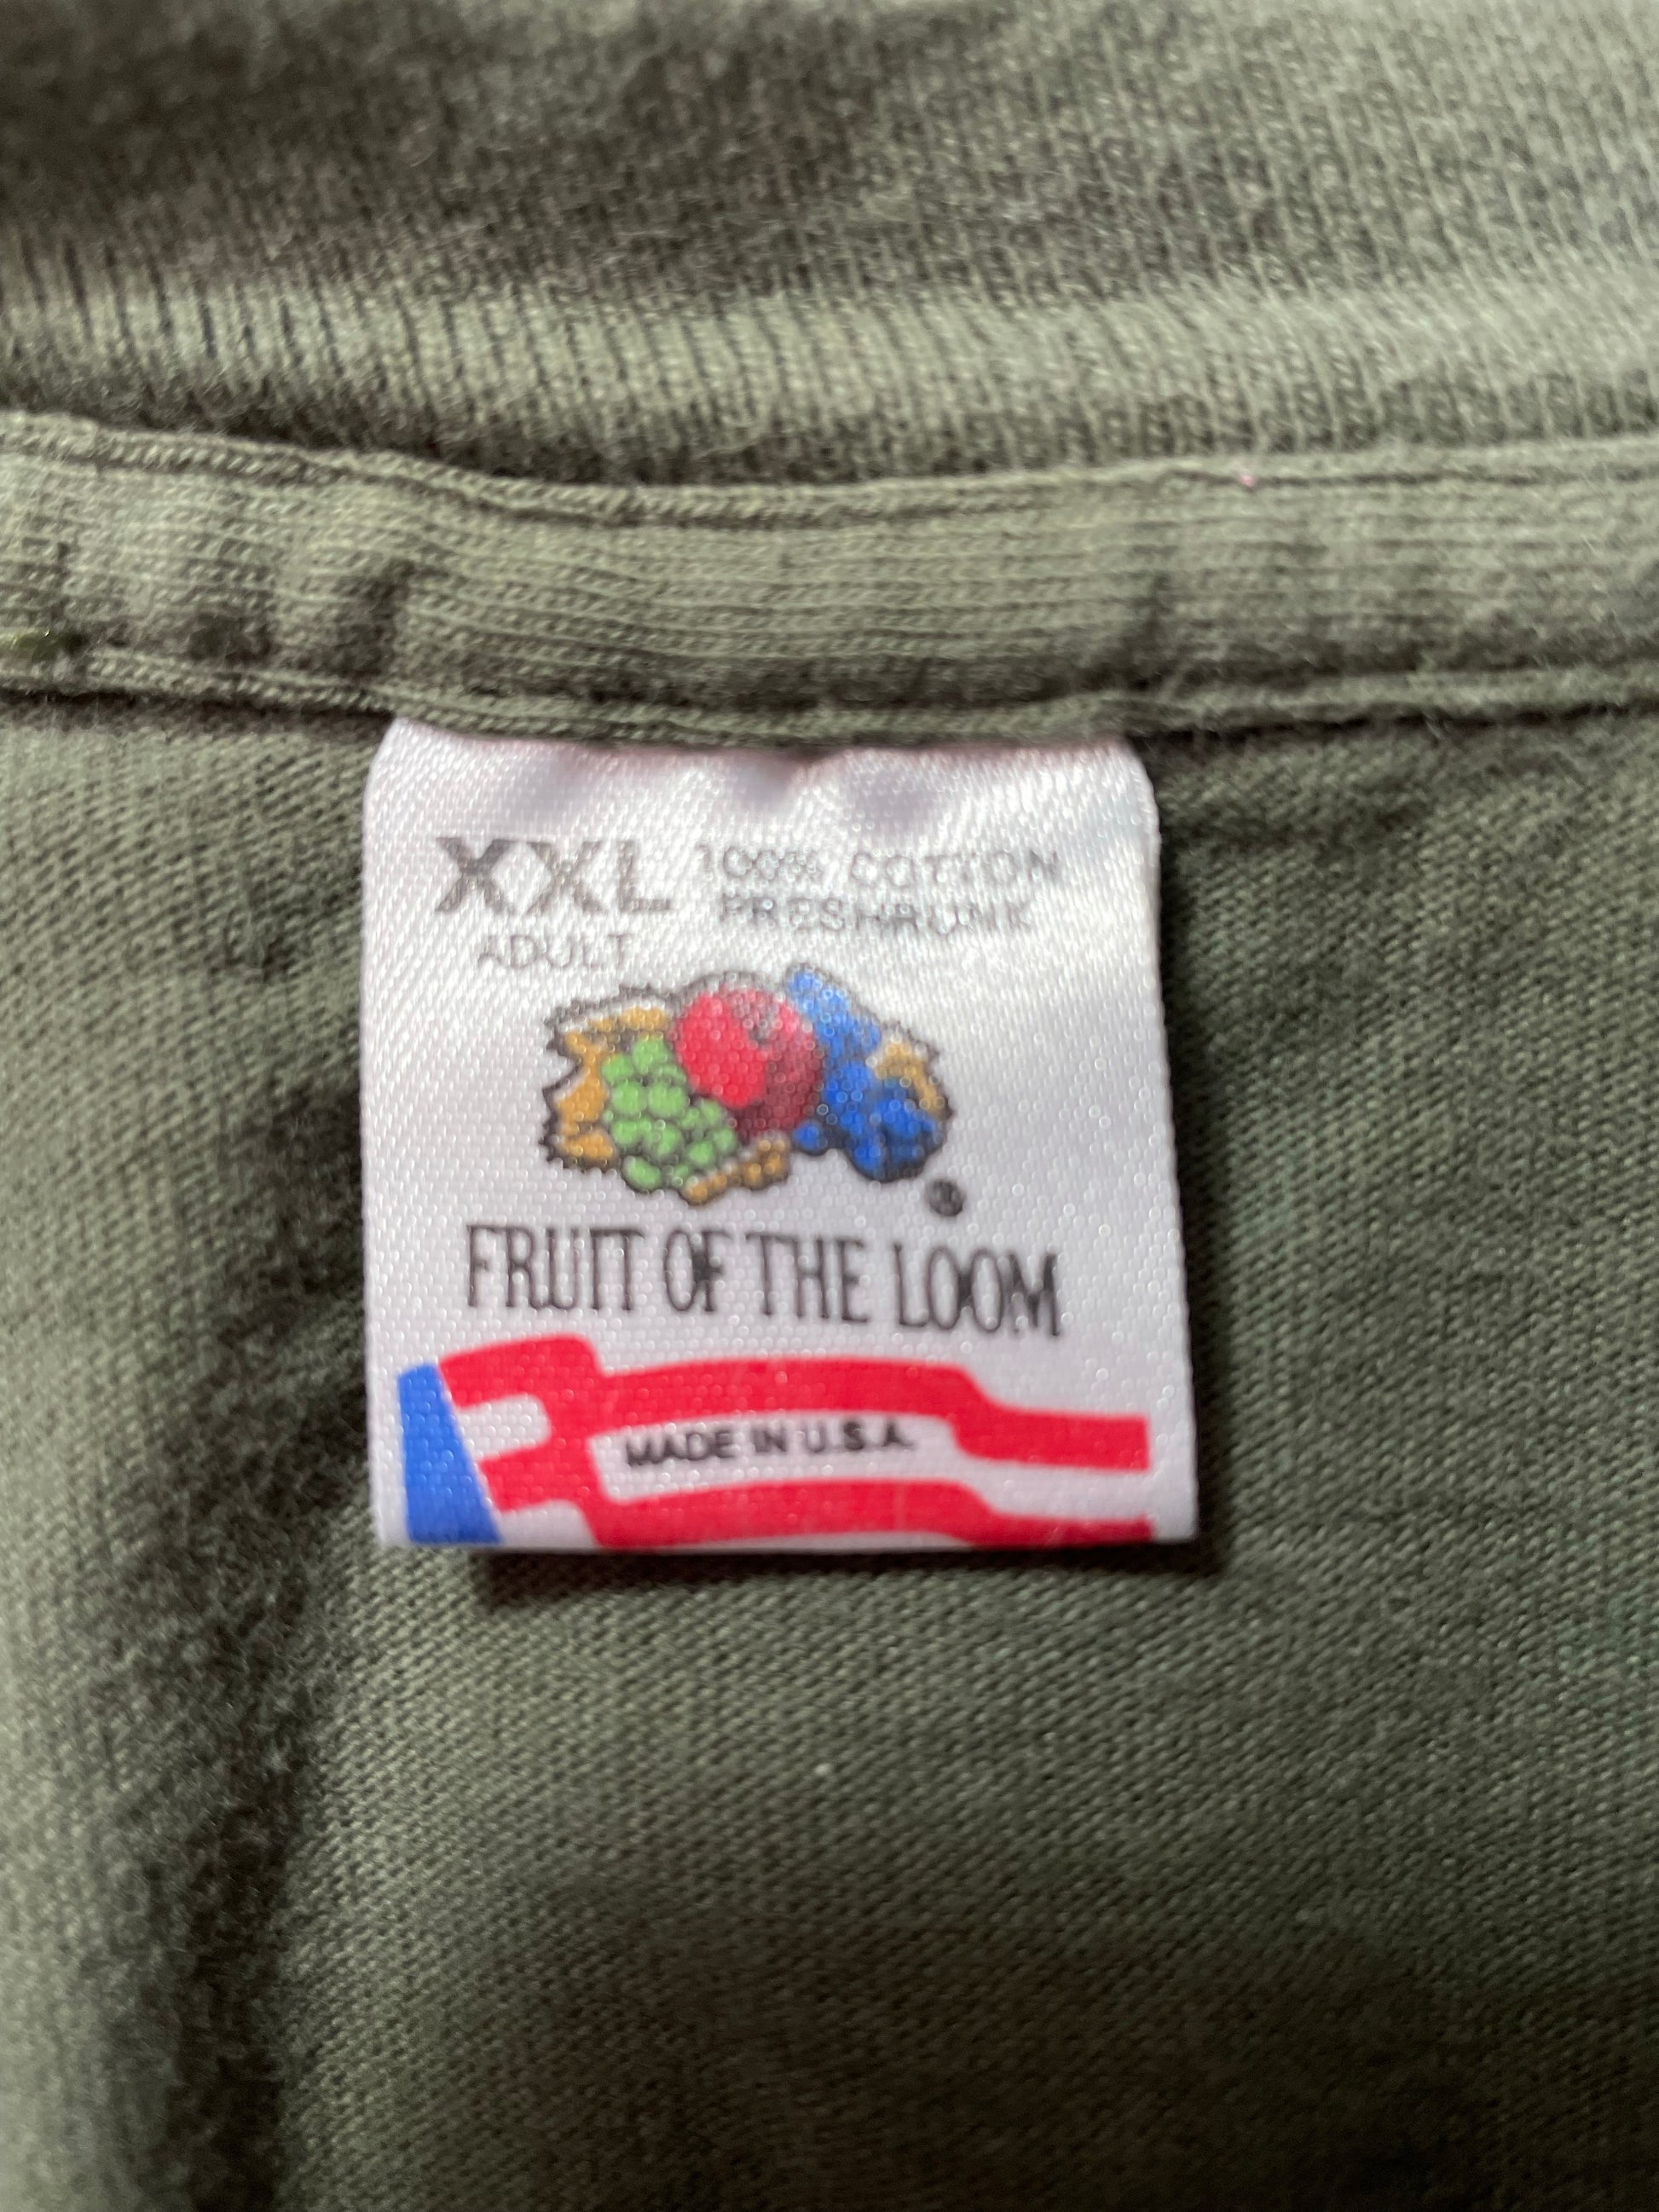 XXL 100% COTTON
PRESHRUNK
ADULT
®
FRUIT OF THE LOOM
MADE IN U.S.A.